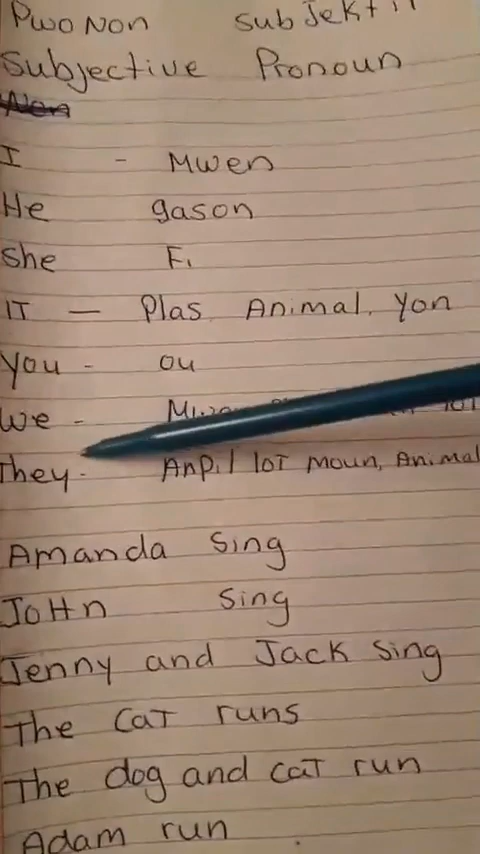 Pwo Non subjektif
Subjective Pronoun
I - Mwen
He gason
She Fi
IT - Plas Animal, Yon
You - ou
We -
They - Anpil loT moun, Animal
Amanda Sing
JoHn Sing
Jenny and Jack Sing
The CaT runs
The dog and caT run
Adam run